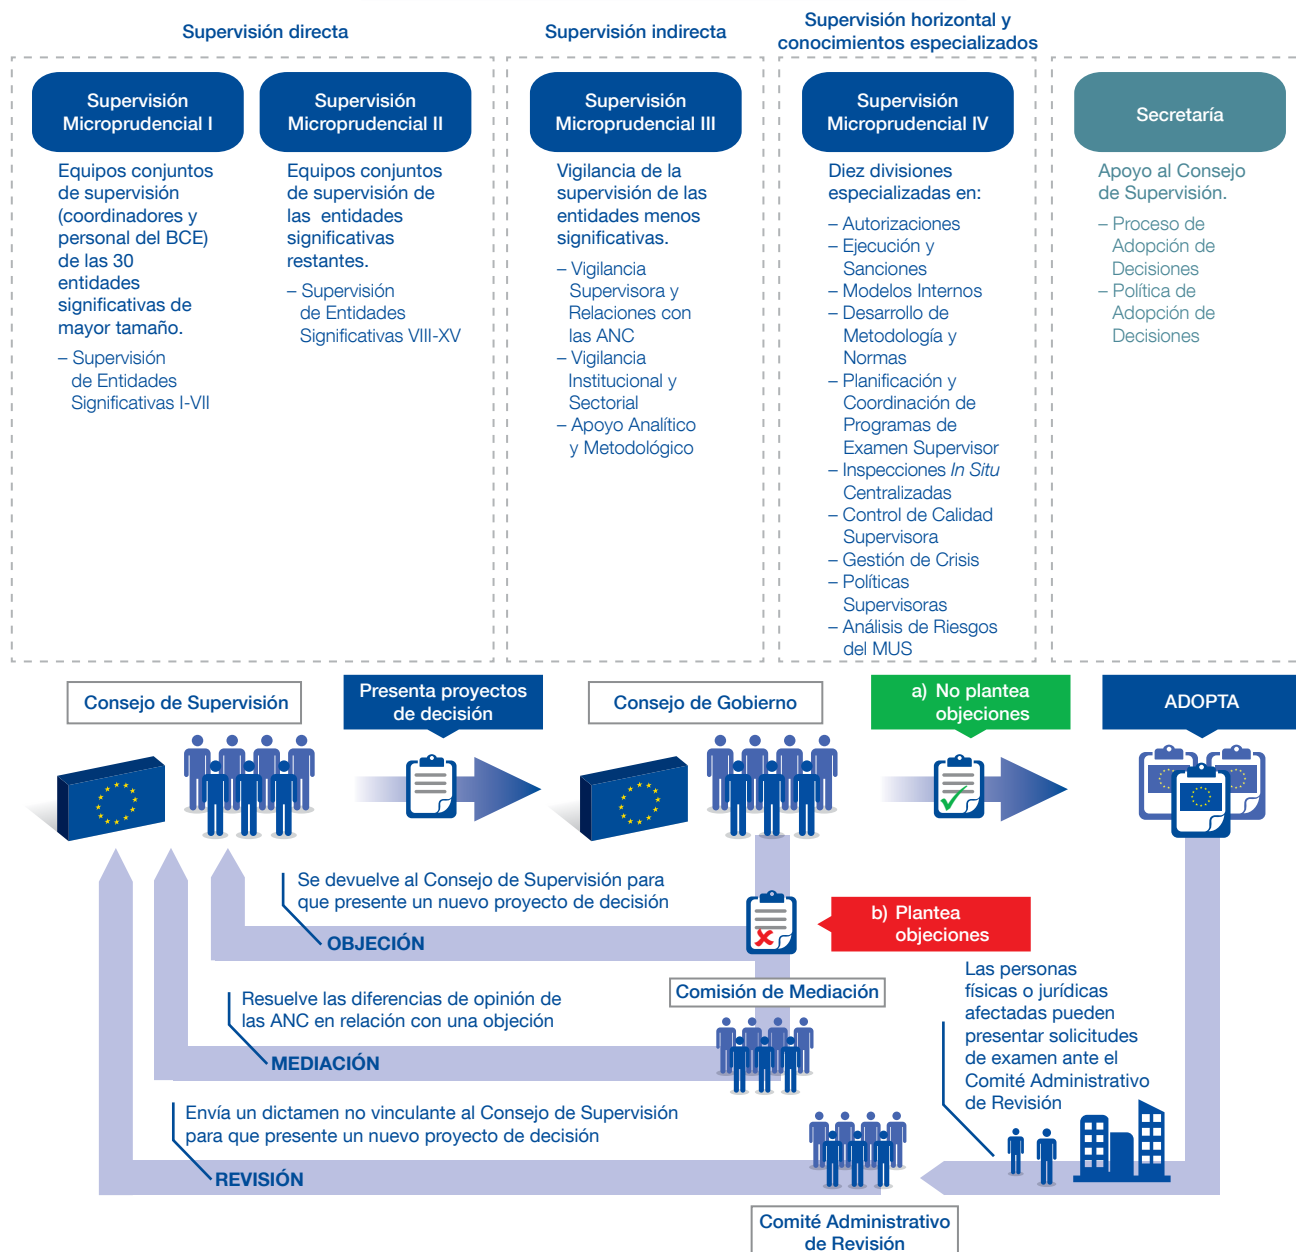 Supervisión directa
Supervisión indirecta
Supervisión horizontal y
conocimientos especializados
Supervisión
Microprudencial I
Equipos conjuntos
de supervisión
(coordinadores y
personal del BCE)
de las 30
entidades
significativas de
mayor tamaño.
– Supervisión
de Entidades
Significativas I-VII
Supervisión
Microprudencial II
Equipos conjuntos
de supervisión de
las entidades
significativas
restantes.
– Supervisión
de Entidades
Significativas VIII-XV
Supervisión
Microprudencial III
Vigilancia de la
supervisión de las
entidades menos
significativas.
– Vigilancia
Supervisora y
Relaciones con
las ANC
– Vigilancia
Institucional y
Sectorial
– Apoyo Analítico
y Metodológico
Supervisión
Microprudencial IV
Diez divisiones
especializadas en:
– Autorizaciones
– Ejecución y
Sanciones
– Modelos Internos
– Desarrollo de
Metodología y
Normas
– Planificación y
Coordinación de
Programas de
Examen Supervisor
– Inspecciones In Situ
Centralizadas
– Control de Calidad
Supervisora
– Gestión de Crisis
– Políticas
Supervisoras
– Análisis de Riesgos
del MUS
Secretaría
Apoyo al Consejo
de Supervisión.
– Proceso de
Adopción de
Decisiones
– Política de
Adopción de
Decisiones
Consejo de Supervisión
Presenta proyectos
de decisión
Consejo de Gobierno
a) No plantea
objeciones
ADOPTA
Se devuelve al Consejo de Supervisión para
que presente un nuevo proyecto de decisión
OBJECIÓN
b) Plantea
objeciones
Comisión de Mediación
Resuelve las diferencias de opinión de
las ANC en relación con una objeción
MEDIACIÓN
Las personas
físicas o jurídicas
afectadas pueden
presentar solicitudes
de examen ante el
Comité Administrativo
de Revisión
Envía un dictamen no vinculante al Consejo de Supervisión
para que presente un nuevo proyecto de decisión
REVISIÓN
Comité Administrativo
de Revisión